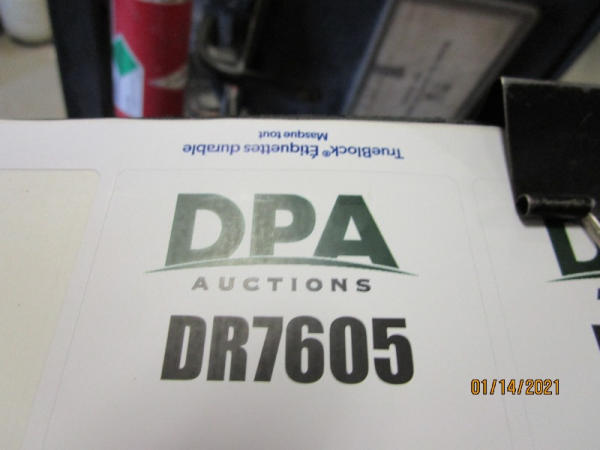 TrueBlock® Étiquettes durable
Masque tout
DPA
AUCTIONS
DR7605
01/14/2021
D